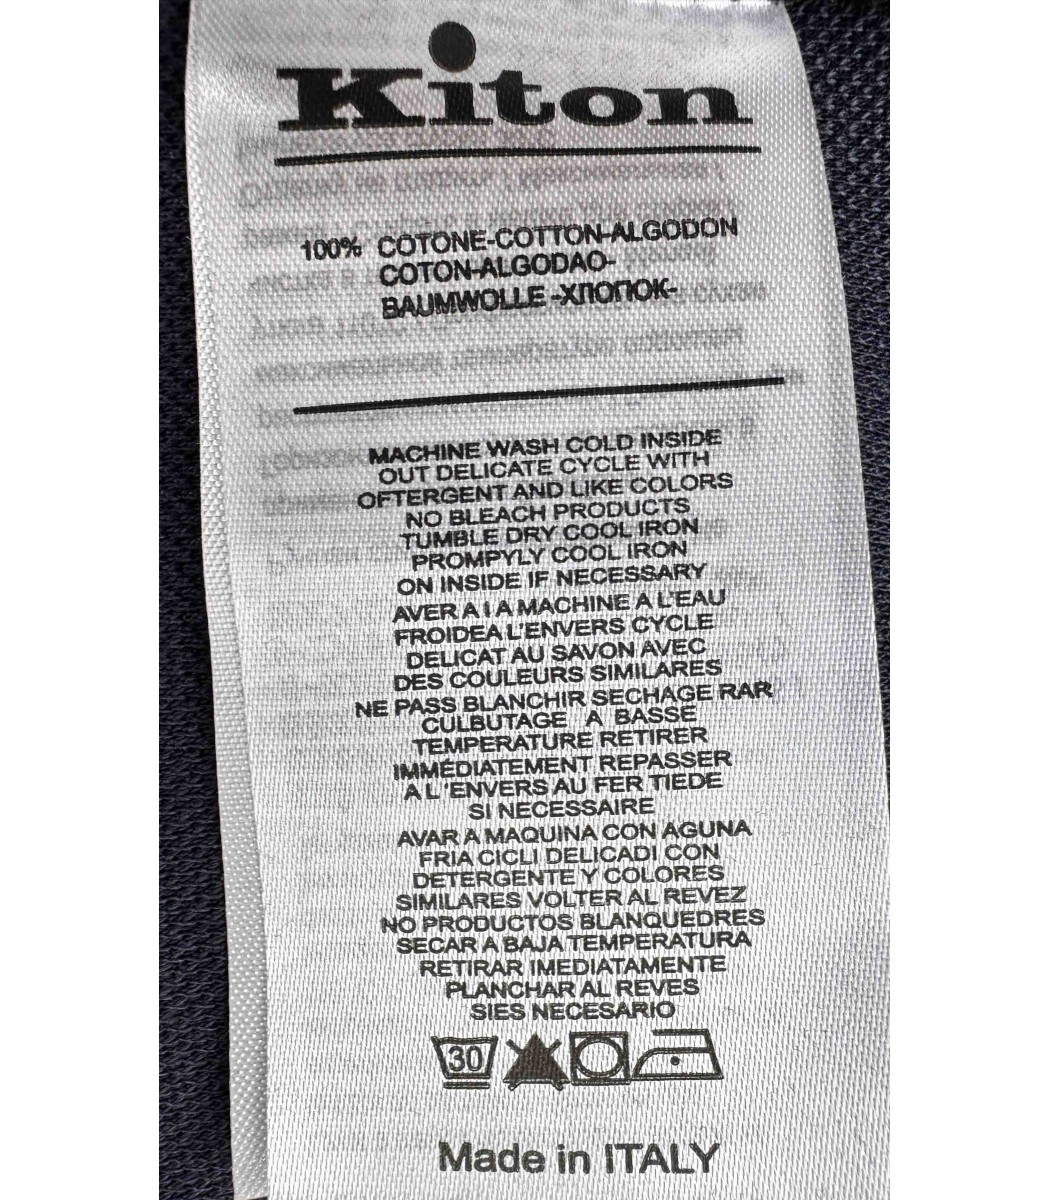 Kiton
100% COTONE-COTTON-ALGODON
COTON-ALGODAO-
BAUMWOLLE -ХЛОПОК-
MACHINE WASH COLD INSIDE
OUT DELICATE CYCLE WITH
OFTERGENT AND LIKE COLORS
NO BLEACH PRODUCTS
TUMBLE DRY COOL IRON
PROMPYLY COOL IRON
ON INSIDE IF NECESSARY
AVER A I A MACHINE A L'EAU
FROIDEA L'ENVERS CYCLE
DELICAT AU SAVON AVEC
DES COULEURS SIMILARES
NE PASS BLANCHIR SECHAGE RAR
CULBUTAGE A BASSE
TEMPERATURE RETIRER
IMMEDIATEMENT REPASSER
A L'ENVERS AU FER TIEDE
SI NECESSAIRE
AVAR A MAQUINA CON AGUNA
FRIA CICLI DELICADI CON
DETERGENTE Y COLORES
SIMILARES VOLTER AL REVEZ
NO PRODUCTOS BLANQUEDRES
SECAR A BAJA TEMPERATURA
RETIRAR IMEDIATAMENTE
PLANCHAR AL REVES
SIES NECESARIO
30
Made in ITALY